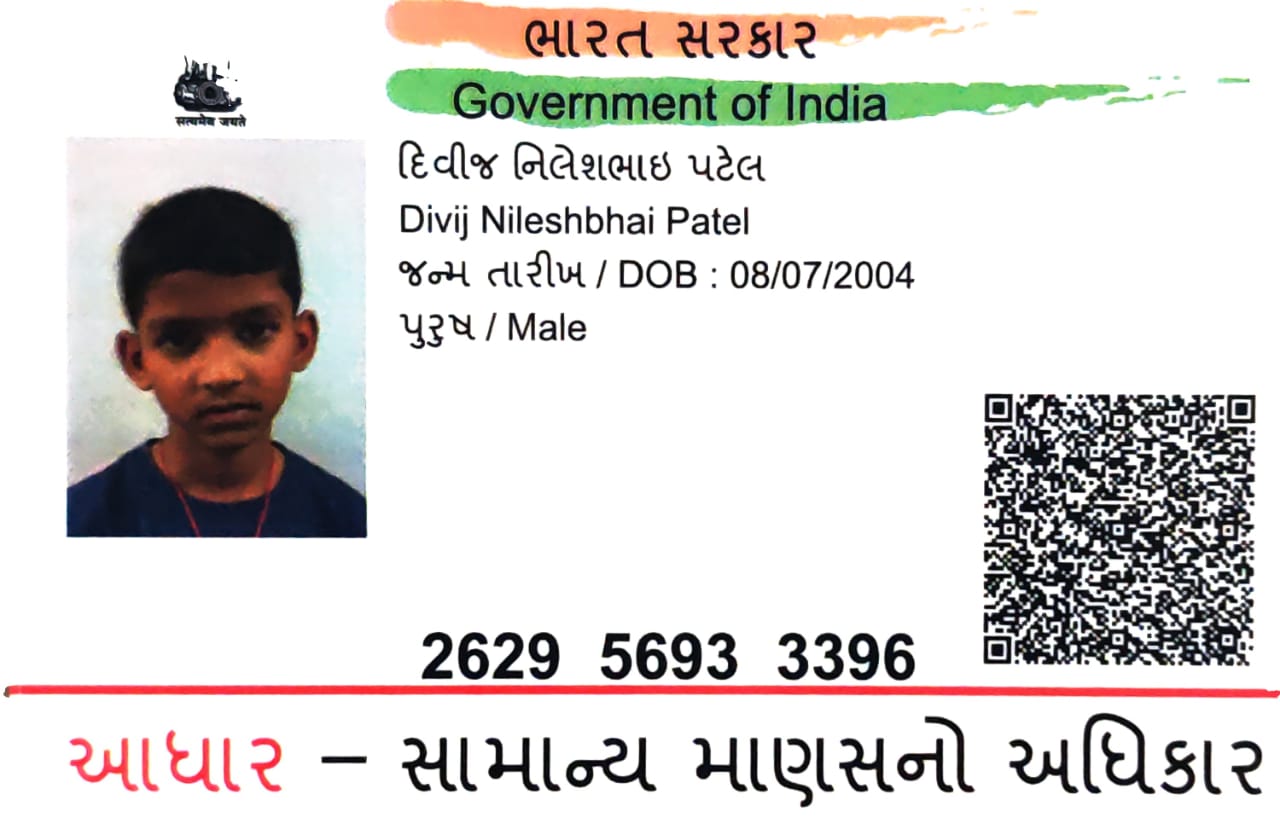 ભારત સરકાર
Government of India
सत्यमेव जयते
દિવીજ નિલેશભાઇ પટેલ
Divij Nileshbhai Patel
જન્મ તારીખ / DOB : 08/07/2004
પુરુષ / Male
2629 5693 3396
આધાર – સામાન્ય માણસનો અધિકાર